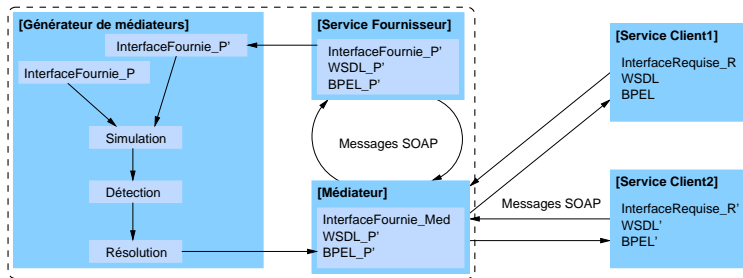 [Générateur de médiateurs]
InterfaceFournie_P'
InterfaceFournie_P
Simulation
Détection
Résolution
[Service Fournisseur]
InterfaceFournie_P'
WSDL_P'
BPEL_P'
Messages SOAP
[Médiateur]
InterfaceFournie_Med
WSDL_P'
BPEL_P'
[Service Client1]
InterfaceRequise_R
WSDL
BPEL
Messages SOAP
[Service Client2]
InterfaceRequise_R'
WSDL'
BPEL'